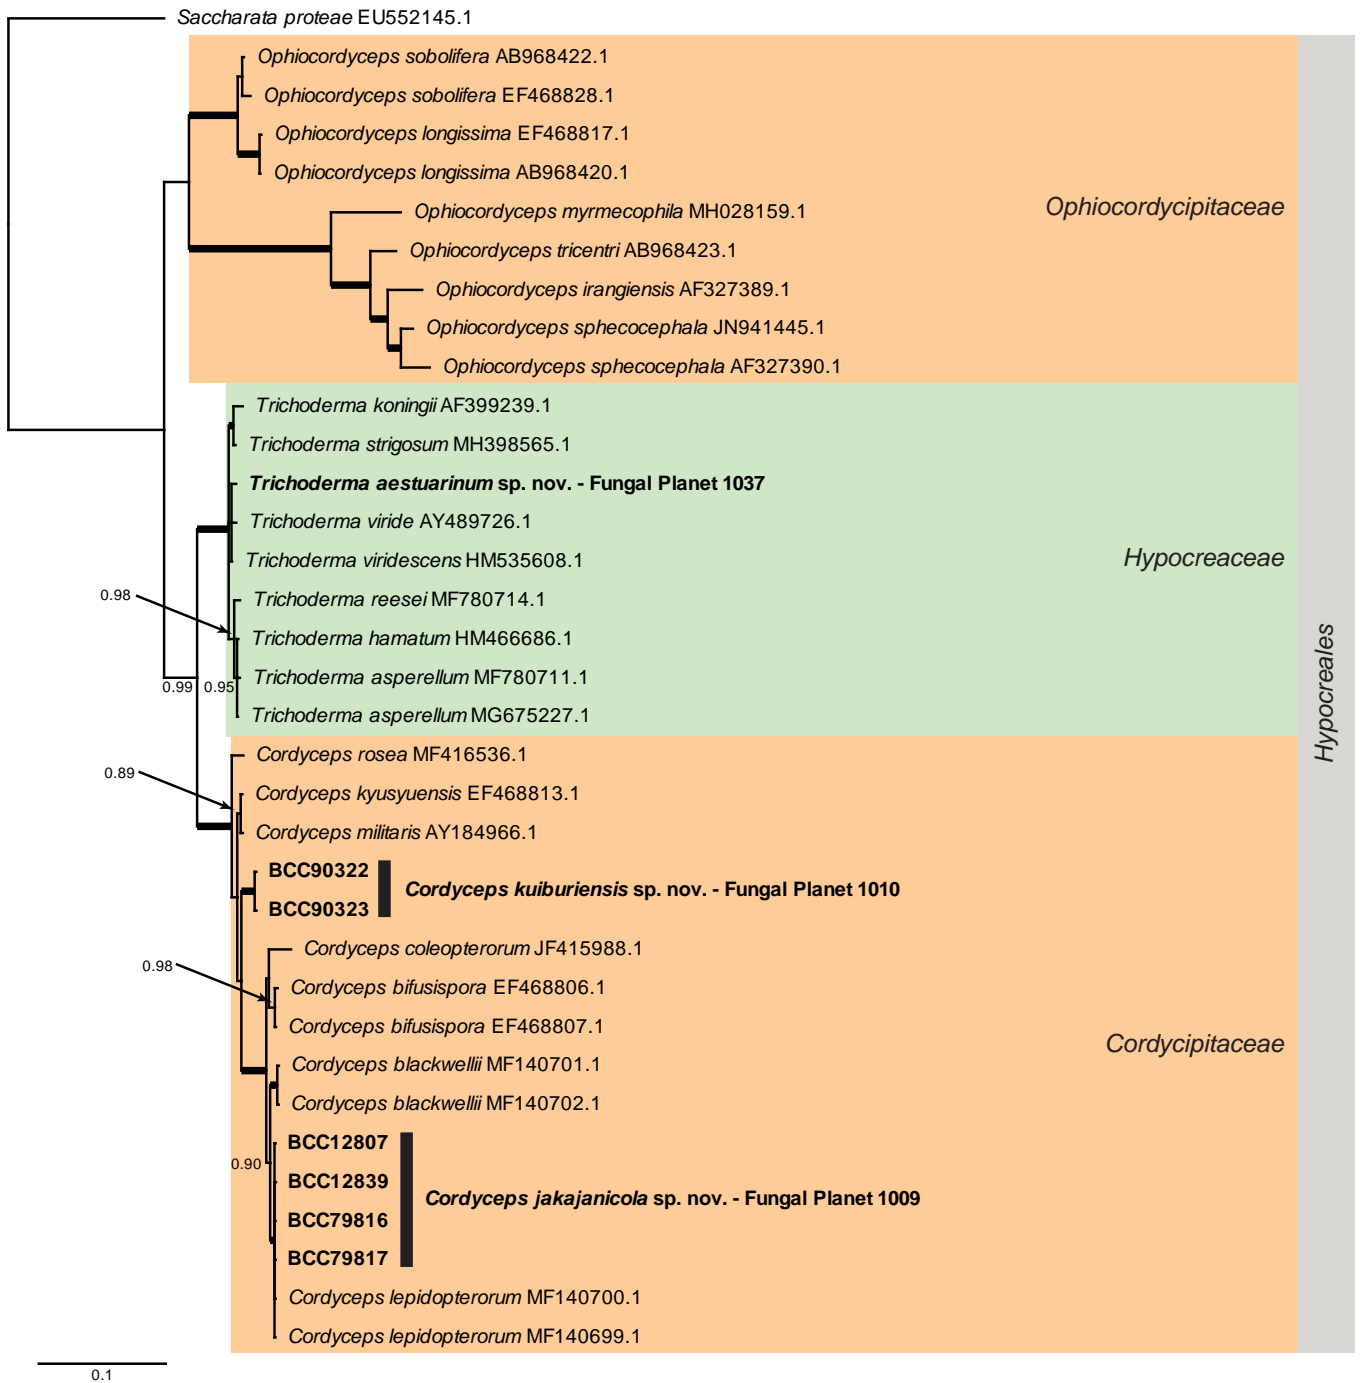 Saccharata proteae EU552145.1
Ophiocordyceps sobolifera AB968422.1
Ophiocordyceps sobolifera EF468828.1
Ophiocordyceps longissima EF468817.1
Ophiocordyceps longissima AB968420.1
Ophiocordyceps myrmecophila MH028159.1
Ophiocordycipitaceae
Ophiocordyceps tricentri AB968423.1
Ophiocordyceps irangiensis AF327389.1
Ophiocordyceps sphecocephala JN941445.1
Ophiocordyceps sphecocephala AF327390.1
Trichoderma koningii AF399239.1
Trichoderma strigosum MH398565.1
Trichoderma aestuarinum sp. nov. - Fungal Planet 1037
Trichoderma viride AY489726.1
Trichoderma viridescens HM535608.1
Hypocreaceae
0.98
Trichoderma reesei MF780714.1
Trichoderma hamatum HM466686.1
Trichoderma asperellum MF780711.1
0.99
0.95
Trichoderma asperellum MG675227.1
Hypocreales
Cordyceps rosea MF416536.1
0.89
Cordyceps kyusyuensis EF468813.1
Cordyceps militaris AY184966.1
BCC90322
Cordyceps kuiburiensis sp. nov. - Fungal Planet 1010
BCC90323
Cordyceps coleopterorum JF415988.1
0.98
Cordyceps bifusispora EF468806.1
Cordyceps bifusispora EF468807.1
Cordycipitaceae
Cordyceps blackwellii MF140701.1
Cordyceps blackwellii MF140702.1
BCC12807
0.90
BCC12839
Cordyceps jakajanicola sp. nov. - Fungal Planet 1009
BCC79816
BCC79817
Cordyceps lepidopterorum MF140700.1
Cordyceps lepidopterorum MF140699.1
0.1